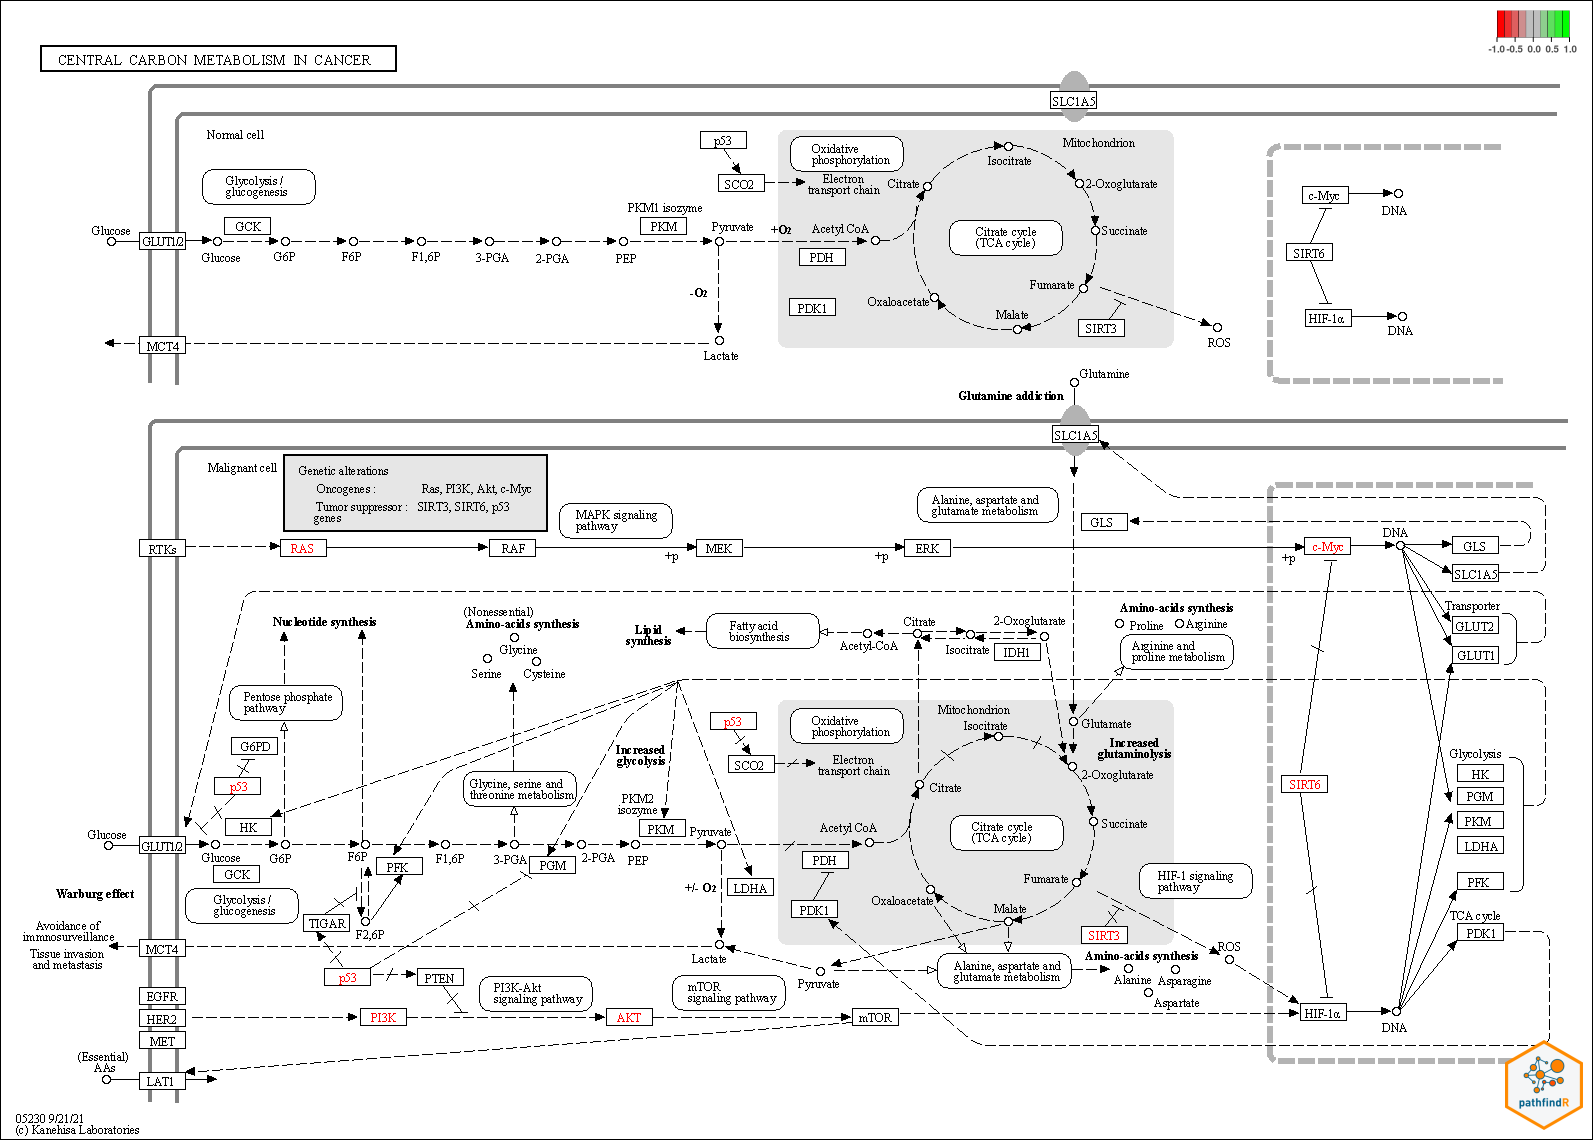 -1.0 -0.5 0.0 0.5 1.0
CENTRAL CARBON METABOLISM IN CANCER
SLC1A5
Normal cell
Glycolysis /
glucogenesis
Glucose
GLUT1/2
GCK
Glucose
G6P
F6P
F1,6P
3-PGA
2-PGA
PEP
PKM1 isozyme
PKM
Pyruvate
+O2
-O2
Lactate
MCT4
p53
SCO2
Oxidative
phosphorylation
Electron
transport chain
Acetyl CoA
PDH
PDK1
Mitochondrion
Citrate
Isocitrate
2-Oxoglutarate
Succinate
Fumarate
Malate
Oxaloacetate
Citrate cycle
(TCA cycle)
SIRT3
ROS
c-Myc
DNA
SIRT6
HIF-1α
DNA
Glutamine
Glutamine addiction
SLC1A5
Malignant cell
Genetic alterations
Oncogenes : Ras, PI3K, Akt, c-Myc
Tumor suppressor : SIRT3, SIRT6, p53
genes
MAPK signaling
pathway
Alanine, aspartate and
glutamate metabolism
GLS
RTKs
RAS
RAF
+p
MEK
+p
ERK
+p
c-Myc
DNA
GLS
SLC1A5
Transporter
GLUT2
GLUT1
Nucleotide synthesis
(Nonessential)
Amino-acids synthesis
Glycine
Serine
Cysteine
Lipid
synthesis
Fatty acid
biosynthesis
Acetyl-CoA
Citrate
Isocitrate
2-Oxoglutarate
IDH1
Amino-acids synthesis
Proline
Arginine
Arginine and
proline metabolism
Pentose phosphate
pathway
G6PD
p53
HK
Glycine, serine and
threonine metabolism
Increased
glycolysis
PKM2
isozyme
PKM
p53
SCO2
Oxidative
phosphorylation
Electron
transport chain
Mitochondrion
Isocitrate
Glutamate
Increased
glutaminolysis
2-Oxoglutarate
Citrate
Succinate
Citrate cycle
(TCA cycle)
Fumarate
Malate
Oxaloacetate
Acetyl CoA
PDH
PDK1
SIRT3
HIF-1 signaling
pathway
SIRT6
Glycolysis
HK
PGM
PKM
LDHA
PFK
TCA cycle
PDK1
Glucose
GLUT1/2
Glucose
GCK
G6P
F6P
PFK
F1,6P
3-PGA
PGM
2-PGA
PEP
Pyruvate
+/- O2
LDHA
Glycolysis /
glucogenesis
Warburg effect
Avoidance of
immnosurveillance
Tissue invasion
and metastasis
MCT4
TIGAR
F2,6P
p53
PTEN
Lactate
Pyruvate
Alanine, aspartate and
glutamate metabolism
Amino-acids synthesis
Alanine
Asparagine
Aspartate
ROS
PI3K-Akt
signaling pathway
mTOR
signaling pathway
EGFR
HER2
MET
PI3K
AKT
mTOR
HIF-1α
DNA
(Essential)
AAs
LAT1
05230 9/21/21
(c) Kanehisa Laboratories
pathfindR